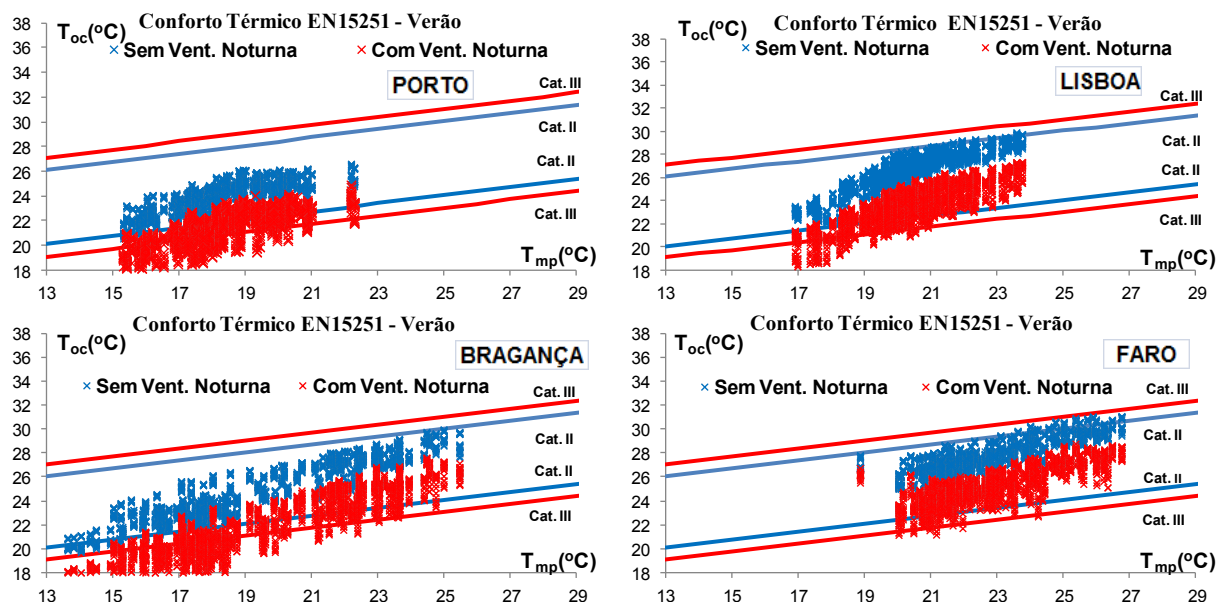 Conforto Térmico EN15251 - Verão
Toc(ºC)
× Sem Vent. Noturna × Com Vent. Noturna
PORTO
Cat. III
Cat. II
Cat. II
Cat. III
Tmp(ºC)
38
36
34
32
30
28
26
24
22
20
18
13 15 17 19 21 23 25 27 29
Conforto Térmico EN15251 - Verão
Toc(ºC)
× Sem Vent. Noturna × Com Vent. Noturna
LISBOA
Cat. III
Cat. II
Cat. II
Cat. III
Tmp(ºC)
38
36
34
32
30
28
26
24
22
20
18
13 15 17 19 21 23 25 27 29
Conforto Térmico EN15251 - Verão
Toc(ºC)
BRAGANÇA
× Sem Vent. Noturna × Com Vent. Noturna
Cat. III
Cat. II
Cat. II
Cat. III
Tmp(ºC)
38
36
34
32
30
28
26
24
22
20
18
13 15 17 19 21 23 25 27 29
Conforto Térmico EN15251 - Verão
Toc(ºC)
FARO
× Sem Vent. Noturna × Com Vent. Noturna
Cat. III
Cat. II
Cat. II
Cat. III
Tmp(ºC)
38
36
34
32
30
28
26
24
22
20
18
13 15 17 19 21 23 25 27 29